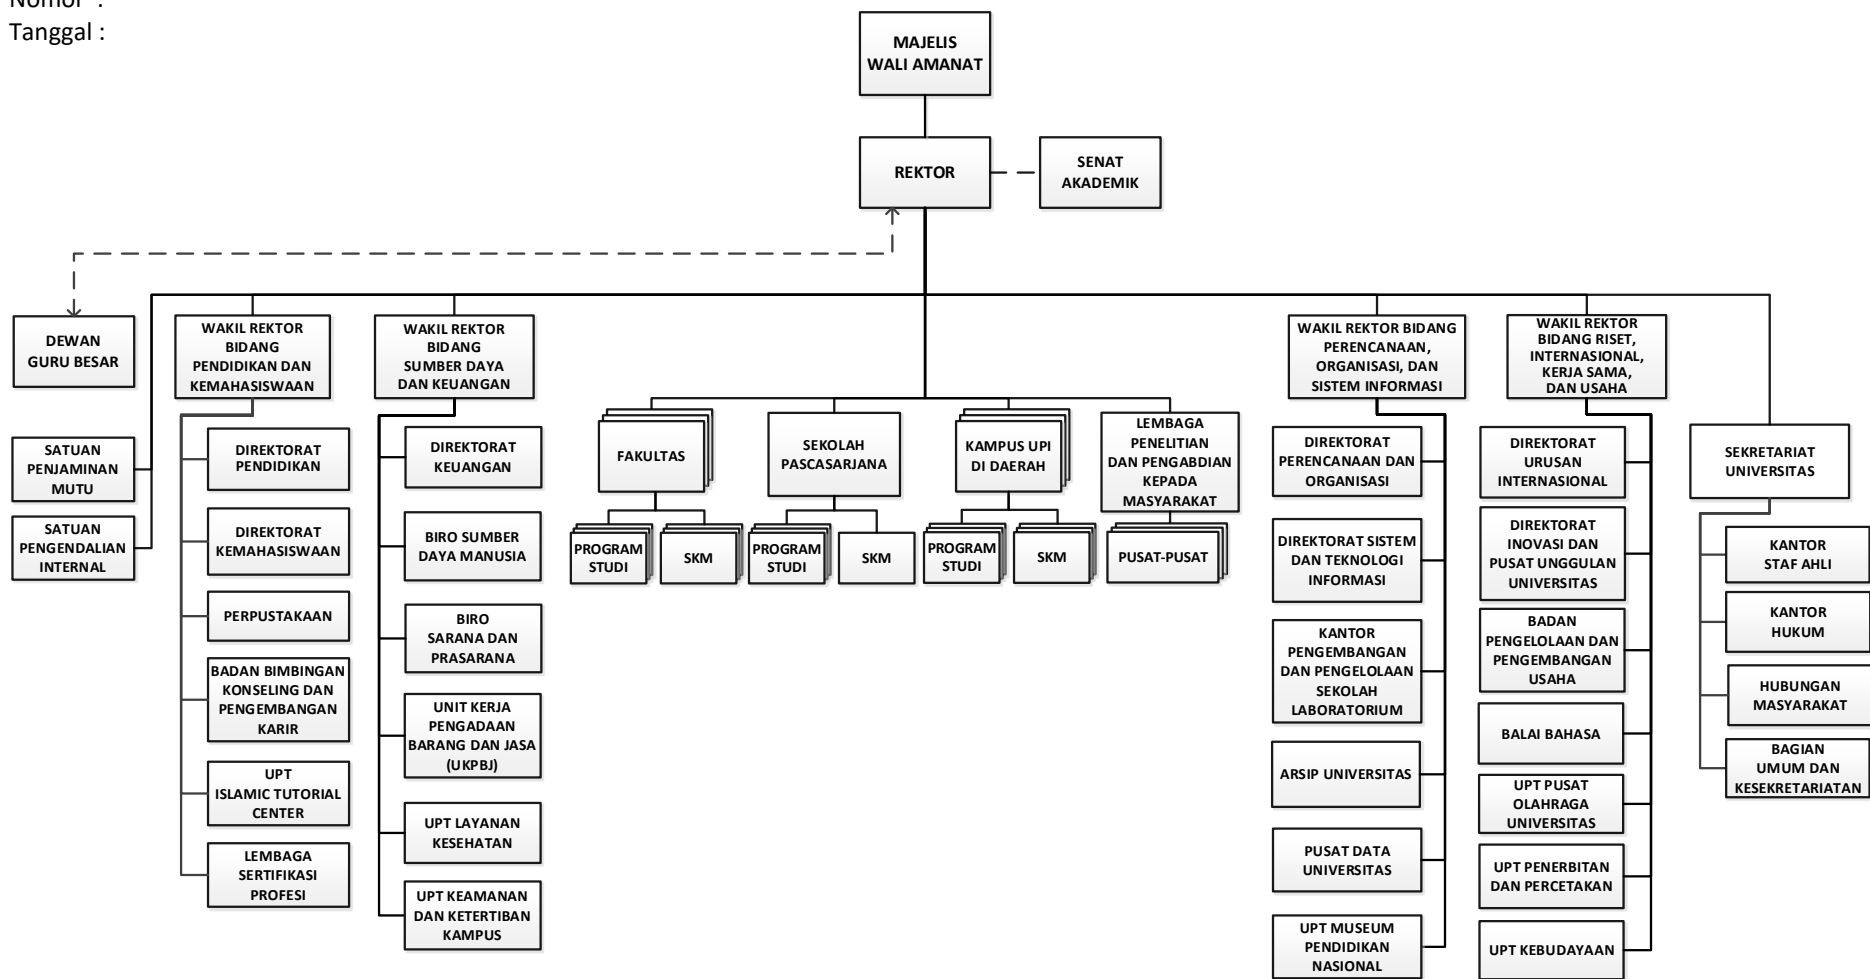 Nomor :
Tanggal :
MAJELIS
WALI AMANAT
REKTOR
SENAT
AKADEMIK
DEWAN
GURU BESAR
WAKIL REKTOR
BIDANG
PENDIDIKAN DAN
KEMAHASISWAAN
WAKIL REKTOR
BIDANG
SUMBER DAYA
DAN KEUANGAN
WAKIL REKTOR BIDANG
PERENCANAAN,
ORGANISASI, DAN
SISTEM INFORMASI
WAKIL REKTOR
BIDANG RISET,
INTERNASIONAL,
KERJA SAMA,
DAN USAHA
SATUAN
PENJAMINAN
MUTU
SATUAN
PENGENDALIAN
INTERNAL
DIREKTORAT
PENDIDIKAN
DIREKTORAT
KEMAHASISWAAN
PERPUSTAKAAN
BADAN BIMBINGAN
KONSELING DAN
PENGEMBANGAN
KARIR
UPT
ISLAMIC TUTORIAL
CENTER
LEMBAGA
SERTIFIKASI
PROFESI
DIREKTORAT
KEUANGAN
BIRO SUMBER
DAYA MANUSIA
BIRO
SARANA DAN
PRASARANA
UNIT KERJA
PENGADAAN
BARANG DAN JASA
(UKPBJ)
UPT LAYANAN
KESEHATAN
UPT KEAMANAN
DAN KETERTIBAN
KAMPUS
FAKULTAS
PROGRAM
STUDI
SKM
SEKOLAH
PASCASARJANA
PROGRAM
STUDI
SKM
KAMPUS UPI
DI DAERAH
PROGRAM
STUDI
SKM
LEMBAGA
PENELITIAN
DAN PENGABDIAN
KEPADA
MASYARAKAT
PUSAT-PUSAT
DIREKTORAT
PERENCANAAN DAN
ORGANISASI
DIREKTORAT SISTEM
DAN TEKNOLOGI
INFORMASI
KANTOR
PENGEMBANGAN
DAN PENGELOLAAN
SEKOLAH
LABORATORIUM
ARSIP UNIVERSITAS
PUSAT DATA
UNIVERSITAS
UPT MUSEUM
PENDIDIKAN
NASIONAL
DIREKTORAT
URUSAN
INTERNASIONAL
DIREKTORAT
INOVASI DAN
PUSAT UNGGULAN
UNIVERSITAS
BADAN
PENGELOLAAN DAN
PENGEMBANGAN
USAHA
BALAI BAHASA
UPT PUSAT
OLAHRAGA
UNIVERSITAS
UPT PENERBITAN
DAN PERCETAKAN
UPT KEBUDAYAAN
SEKRETARIAT
UNIVERSITAS
KANTOR
STAF AHLI
KANTOR
HUKUM
HUBUNGAN
MASYARAKAT
BAGIAN
UMUM DAN
KESEKRETARIATAN